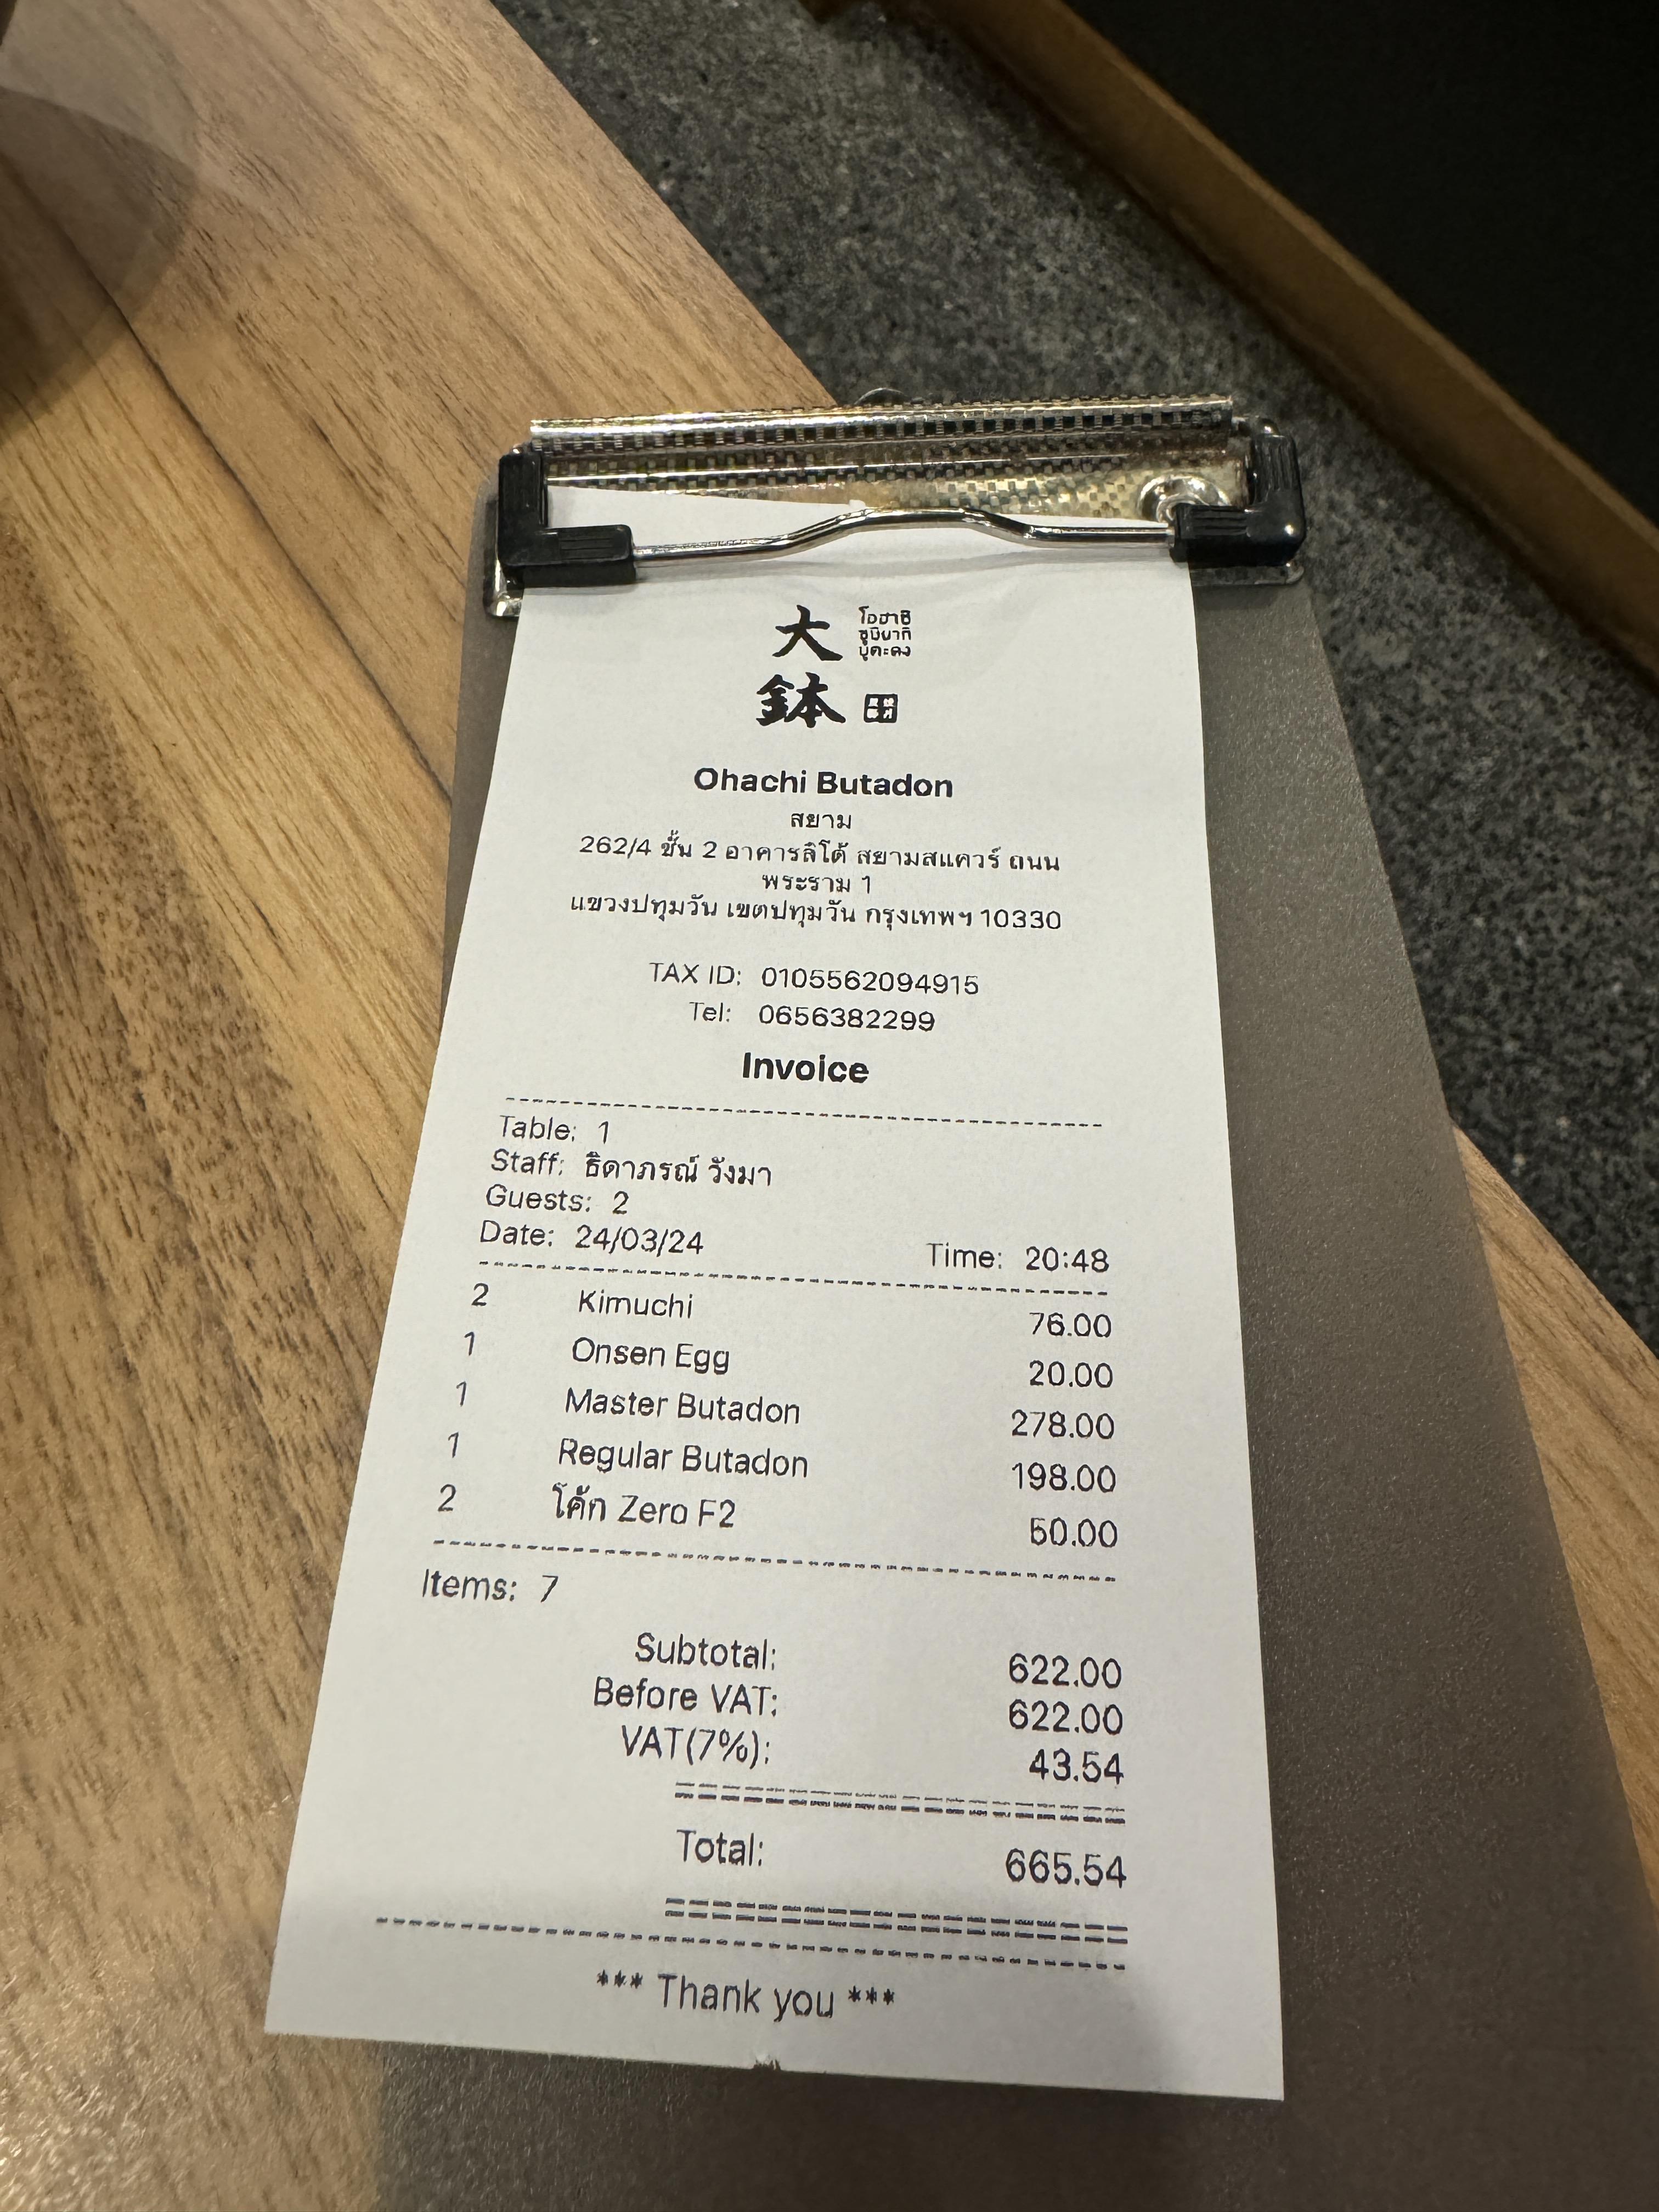 大
鉢
โอฮาชิ
ซูมิยากิ
บุตะดง
Ohachi Butadon
สยาม
262/4 ชั้น 2 อาคารลิโด้ สยามสแควร์ ถนน
พระราม 1
แขวงปทุมวัน เขตปทุมวัน กรุงเทพฯ 10330
TAX ID: 0105562094915
Tel: 0656382299
Invoice
Table: 1
Staff: ธิดาภรณ์ วังมา
Guests: 2
Date: 24/03/24 Time: 20:48
2 Kimuchi 76.00
1 Onsen Egg 20.00
1 Master Butadon 278.00
1 Regular Butadon 198.00
2 โค้ก Zero F2 50.00
Items: 7
Subtotal: 622.00
Before VAT: 622.00
VAT(7%): 43.54
Total: 665.54
*** Thank you ***